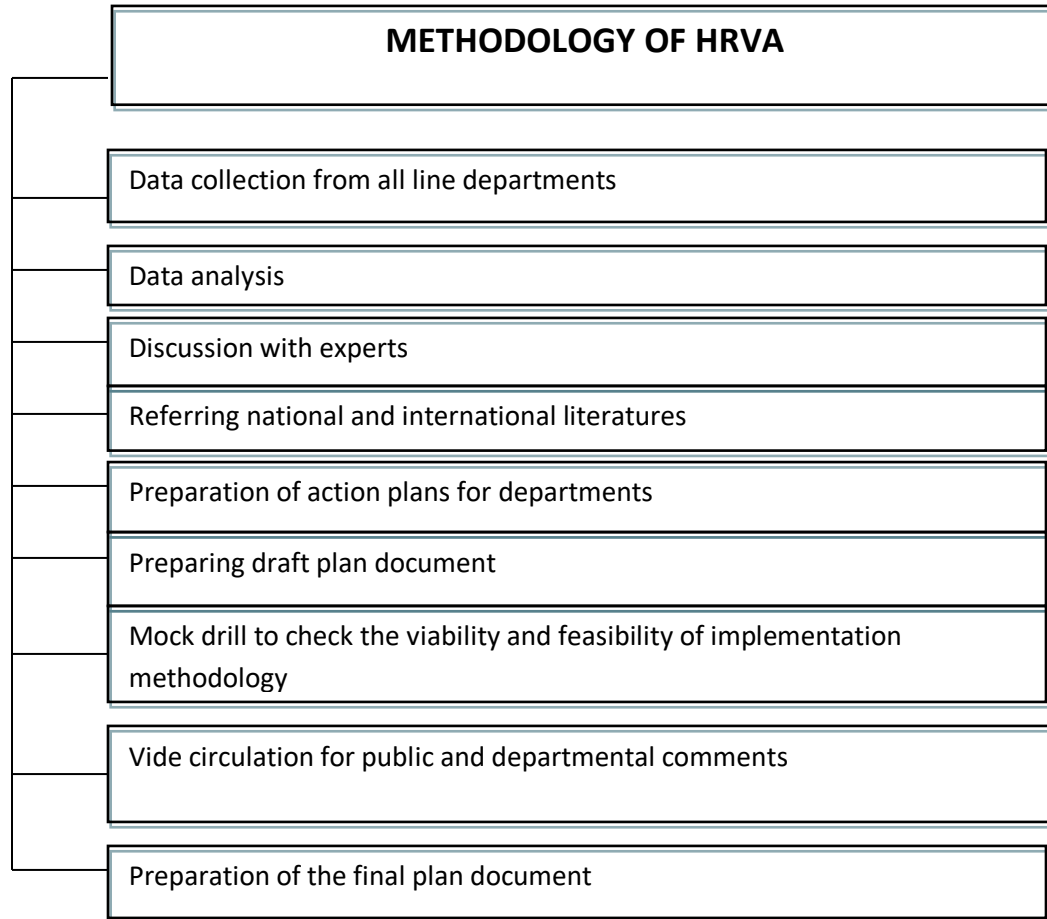 METHODOLOGY OF HRVA
Data collection from all line departments
Data analysis
Discussion with experts
Referring national and international literatures
Preparation of action plans for departments
Preparing draft plan document
Mock drill to check the viability and feasibility of implementation
methodology
Vide circulation for public and departmental comments
Preparation of the final plan document